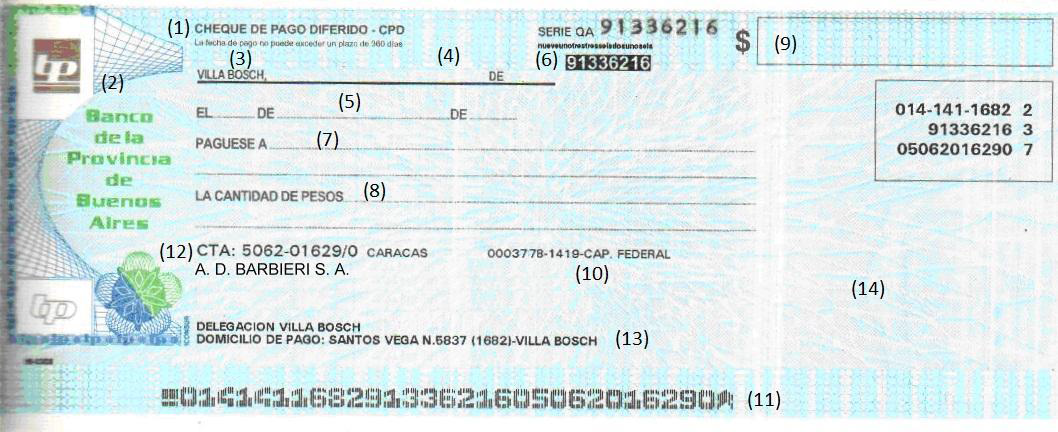 (1) CHEQUE DE PAGO DIFERIDO - CPD
La fecha de pago no puede exceder un plazo de 360 días
SERIE QA 91336216
nueveunotrestresseisdosunoseis
91336216
$ (9)
(3) (4) (6)
VILLA BOSCH, DE
(2)
Banco
de la
Provincia
de
Buenos
Aires
EL DE (5) DE
PAGUESE A (7)
LA CANTIDAD DE PESOS (8)
014-141-1682 2
91336216 3
05062016290 7
(12) CTA: 5062-01629/0 CARACAS 0003778-1419-CAP. FEDERAL
A. D. BARBIERI S. A. (10)
(14)
DELEGACION VILLA BOSCH
DOMICILIO DE PAGO: SANTOS VEGA N.5837 (1682)-VILLA BOSCH (13)
01414116829133621605062016290 (11)